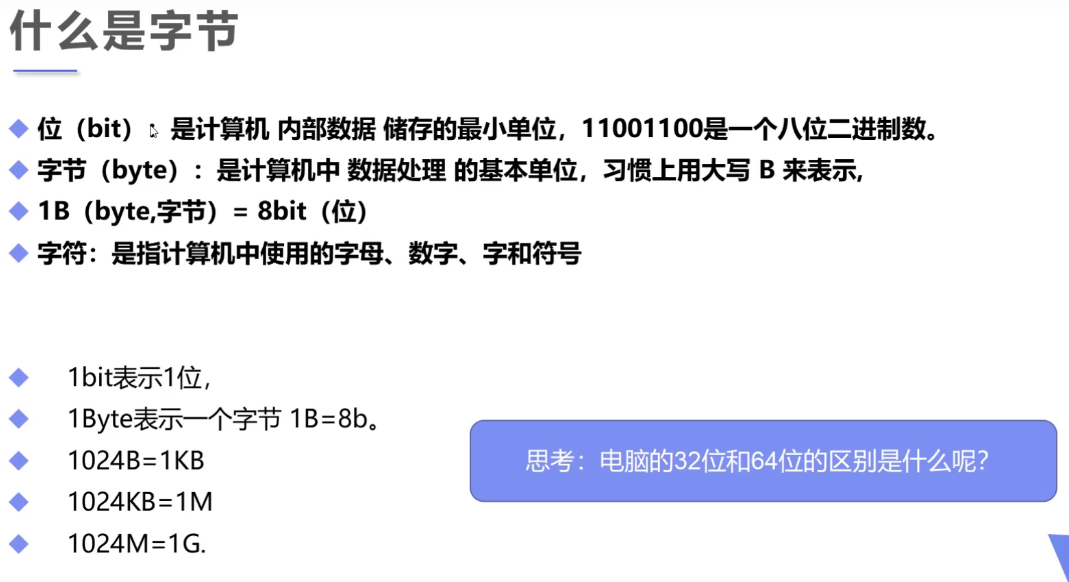 什么是字节
位（bit）：是计算机 内部数据 储存的最小单位，11001100是一个八位二进制数。
字节（byte）：是计算机中 数据处理 的基本单位，习惯上用大写 B 来表示,
1B（byte,字节）= 8bit（位）
字符：是指计算机中使用的字母、数字、字和符号
1bit表示1位，
1Byte表示一个字节 1B=8b。
1024B=1KB
1024KB=1M
1024M=1G.
思考：电脑的32位和64位的区别是什么呢？